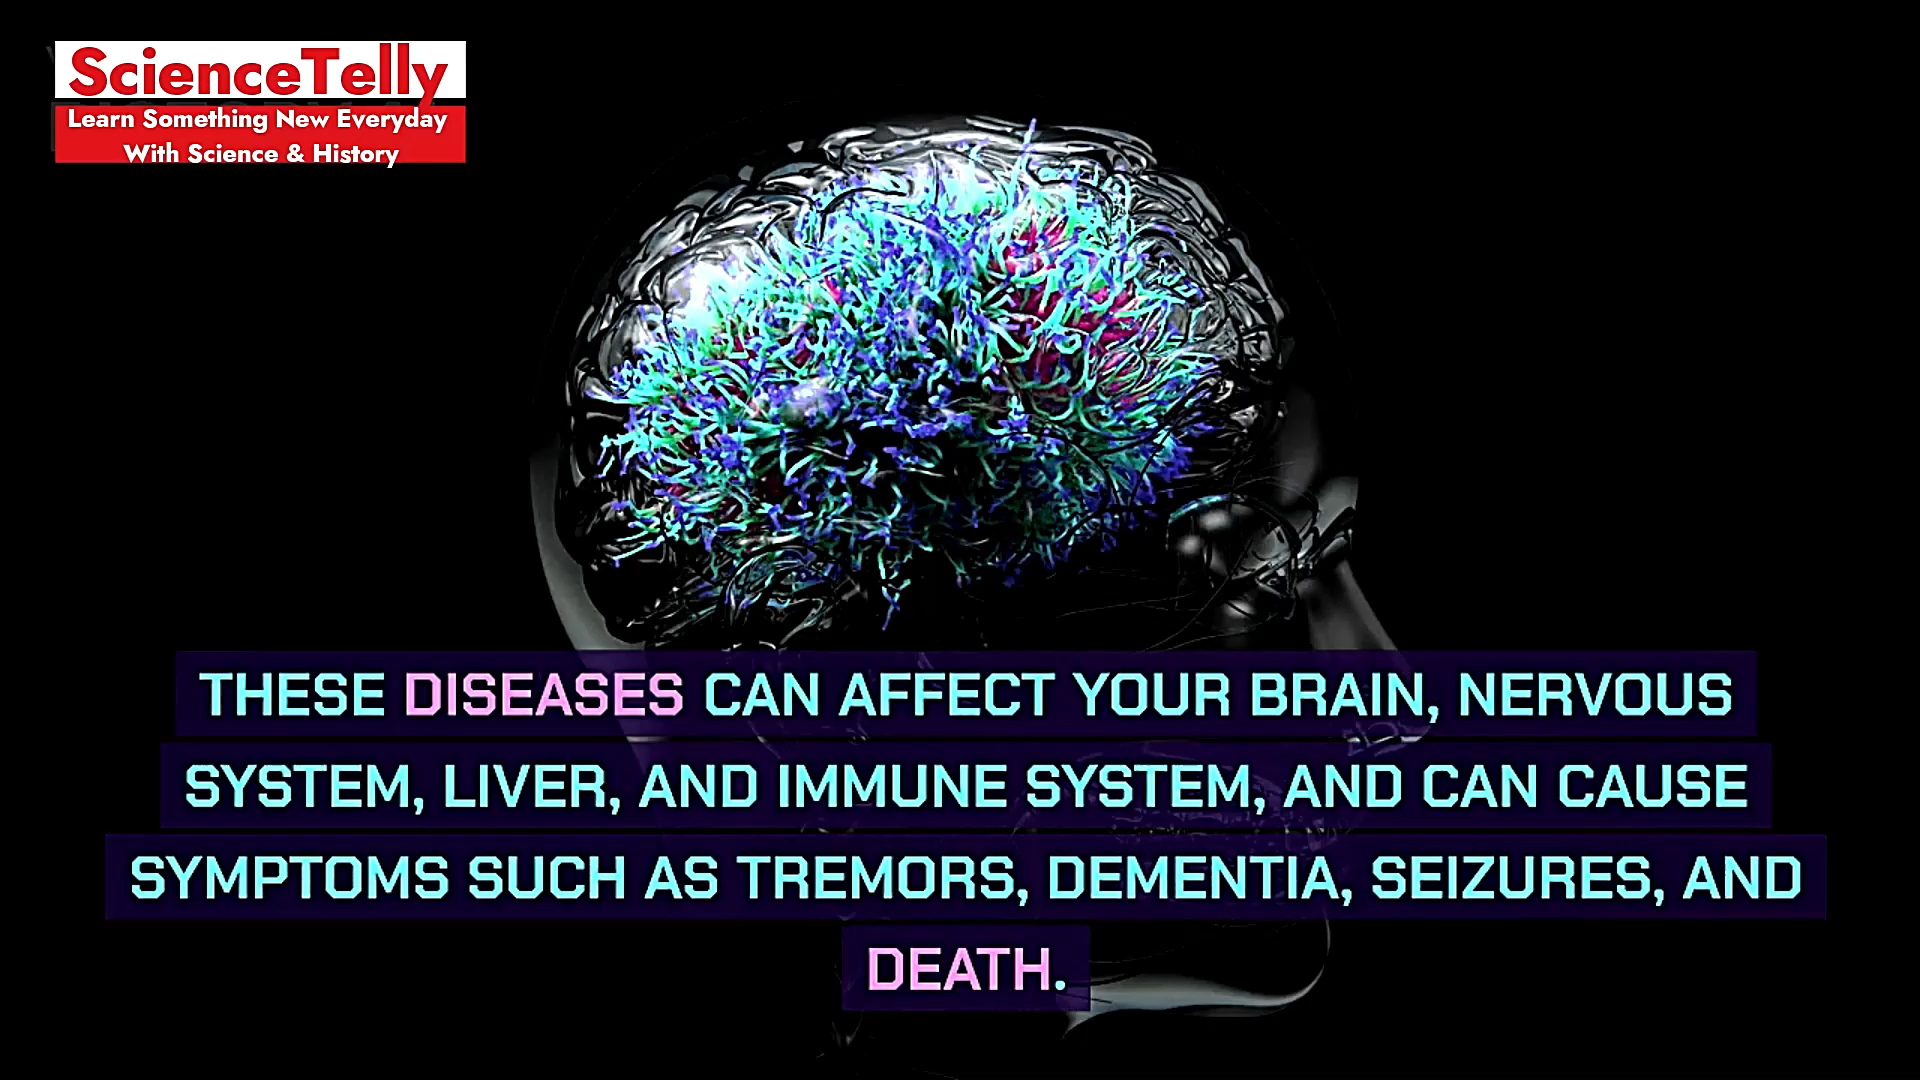 ScienceTelly
Learn Something New Everyday
With Science & History
THESE DISEASES CAN AFFECT YOUR BRAIN, NERVOUS
SYSTEM, LIVER, AND IMMUNE SYSTEM, AND CAN CAUSE
SYMPTOMS SUCH AS TREMORS, DEMENTIA, SEIZURES, AND
DEATH.